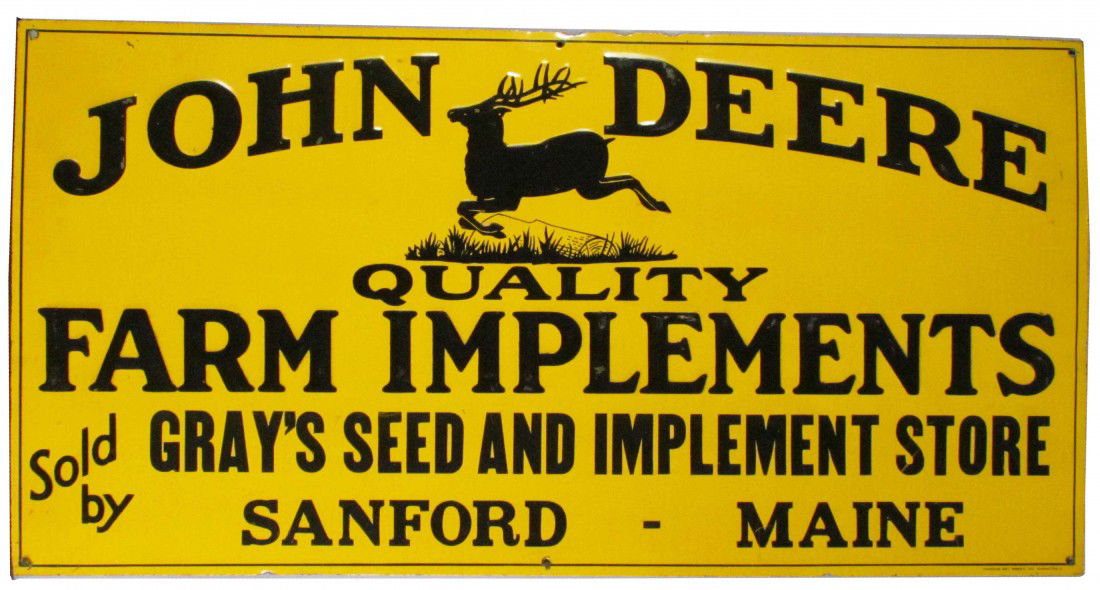 JOHN DEERE
QUALITY
FARM IMPLEMENTS
Sold by GRAY'S SEED AND IMPLEMENT STORE
SANFORD - MAINE